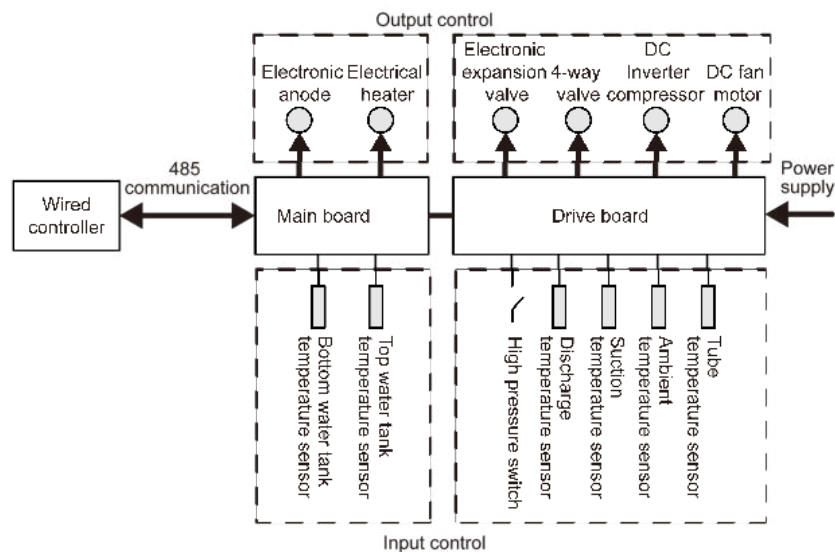 Output control
Electronic
anode
Electrical
heater
Electronic
expansion
valve
4-way
valve
DC
Inverter
compressor
DC fan
motor
485
communication
Power
supply
Wired
controller
Main board
Drive board
Bottom water tank
temperature sensor
Top water tank
temperature sensor
High pressure switch
Discharge
temperature sensor
Suction
temperature sensor
Ambient
temperature sensor
Tube
temperature sensor
Input control